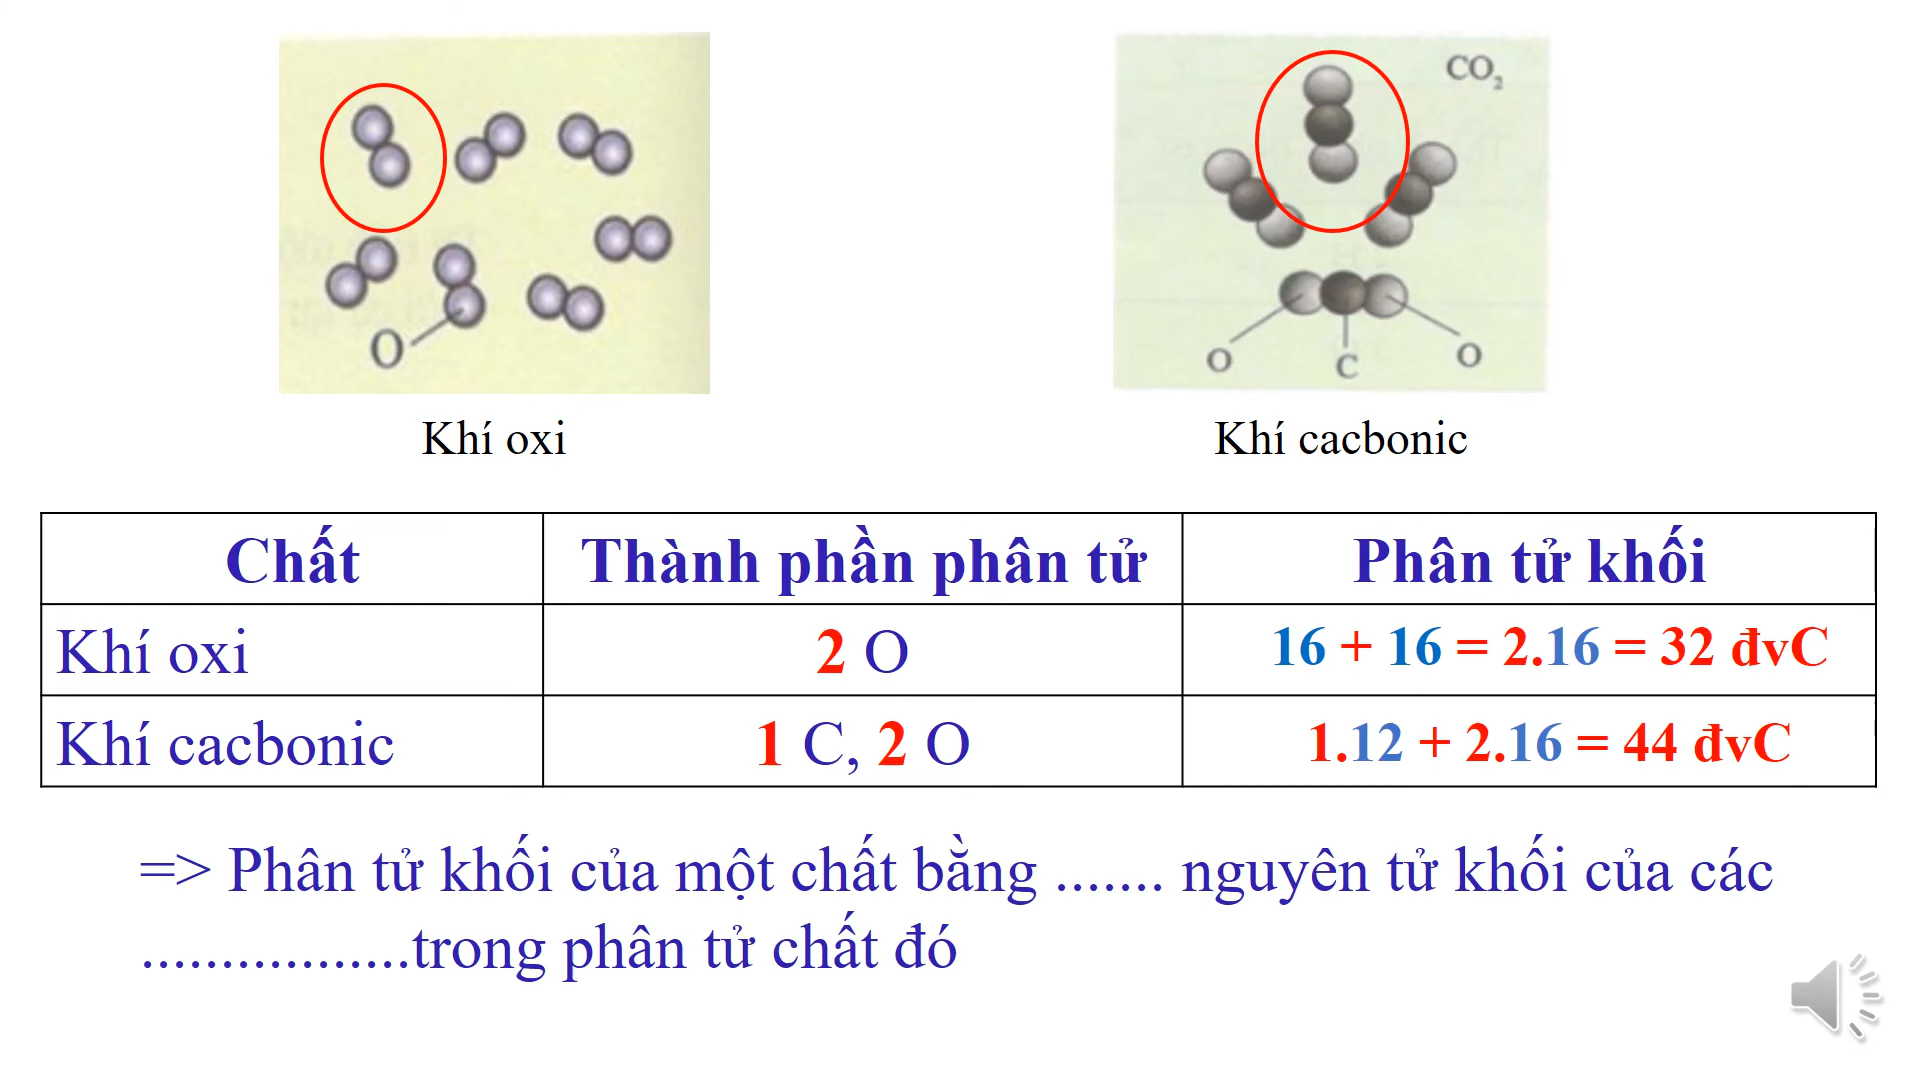 CO₂
O
O
C
O
Khí oxi
Khí cacbonic
Chất
Thành phần phân tử
Phân tử khối
Khí oxi
2 O
16 + 16 = 2.16 = 32 đvC
Khí cacbonic
1 C, 2 O
1.12 + 2.16 = 44 đvC
=> Phân tử khối của một chất bằng ....... nguyên tử khối của các
.................trong phân tử chất đó